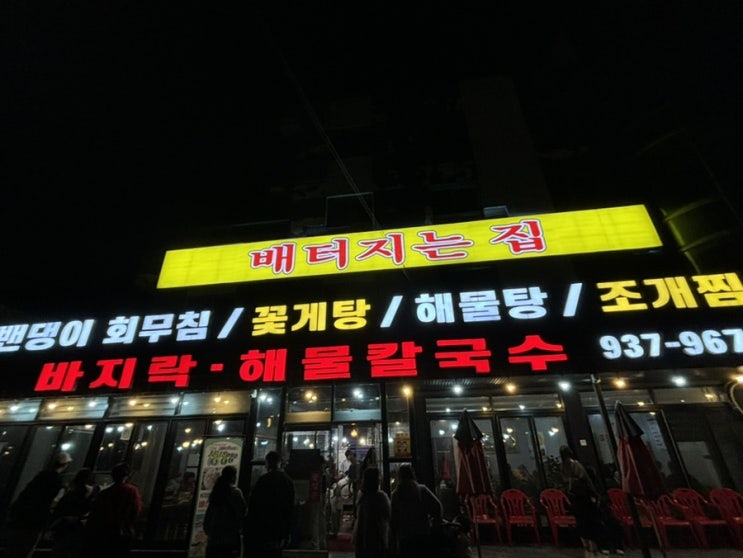 배터지는 집
밴댕이 회무침 / 꽃게탕 / 해물탕 / 조개찜
바지락·해물칼국수 937-967